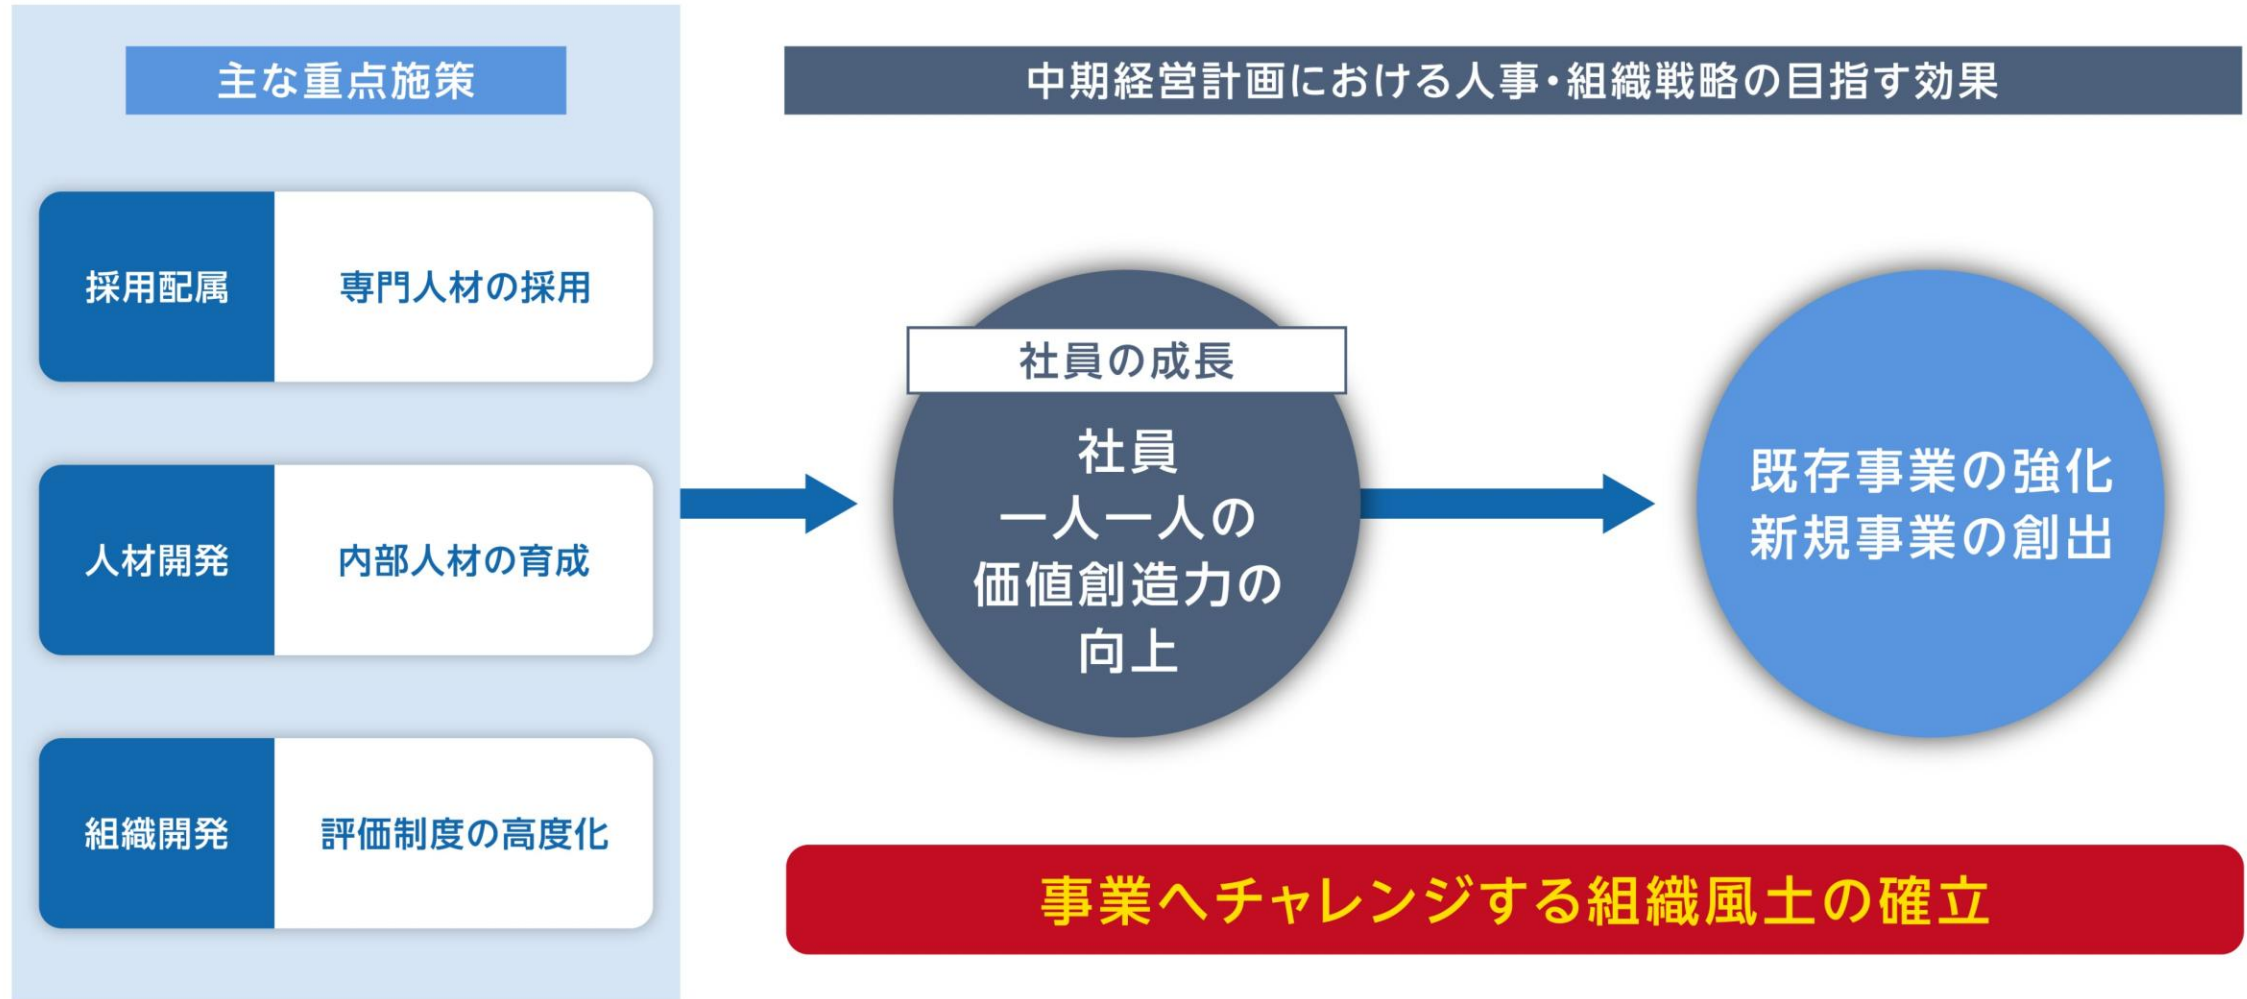 主な重点施策
採用配属
専門人材の採用
人材開発
内部人材の育成
組織開発
評価制度の高度化
中期経営計画における人事・組織戦略の目指す効果
社員の成長
社員
一人一人の
価値創造力の
向上
既存事業の強化
新規事業の創出
事業へチャレンジする組織風土の確立